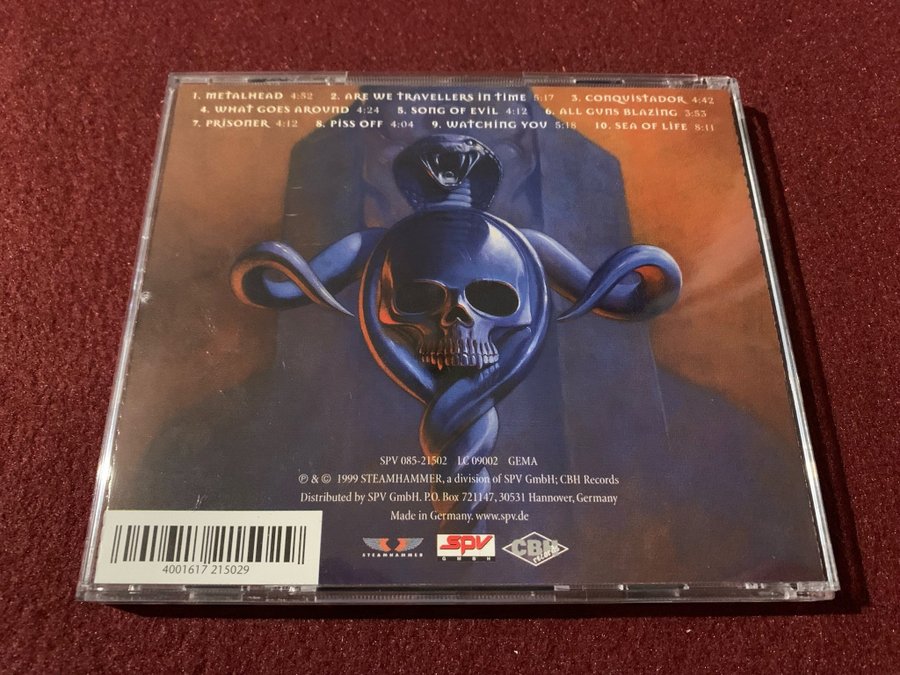 1. METALHEAD 4:52 2. ARE WE TRAVELLERS IN TIME 5:17 3. CONQUISTADOR 4:42
4. WHAT GOES AROUND 4:24 5. SONG OF EVIL 4:12 6. ALL GUNS BLAZING 3:53
7. PRISONER 4:12 8. PISS OFF 4:04 9. WATCHING YOU 5:18 10. SEA OF LIFE 8:11
SPV 085-21502 LC 09002 GEMA
℗ & © 1999 STEAMHAMMER, a division of SPV GmbH; CBH Records
Distributed by SPV GmbH. P.O. Box 721147, 30531 Hannover, Germany
Made in Germany. www.spv.de
STEAMHAMMER
SPV
GMBH
CBH
records
4001617 215029